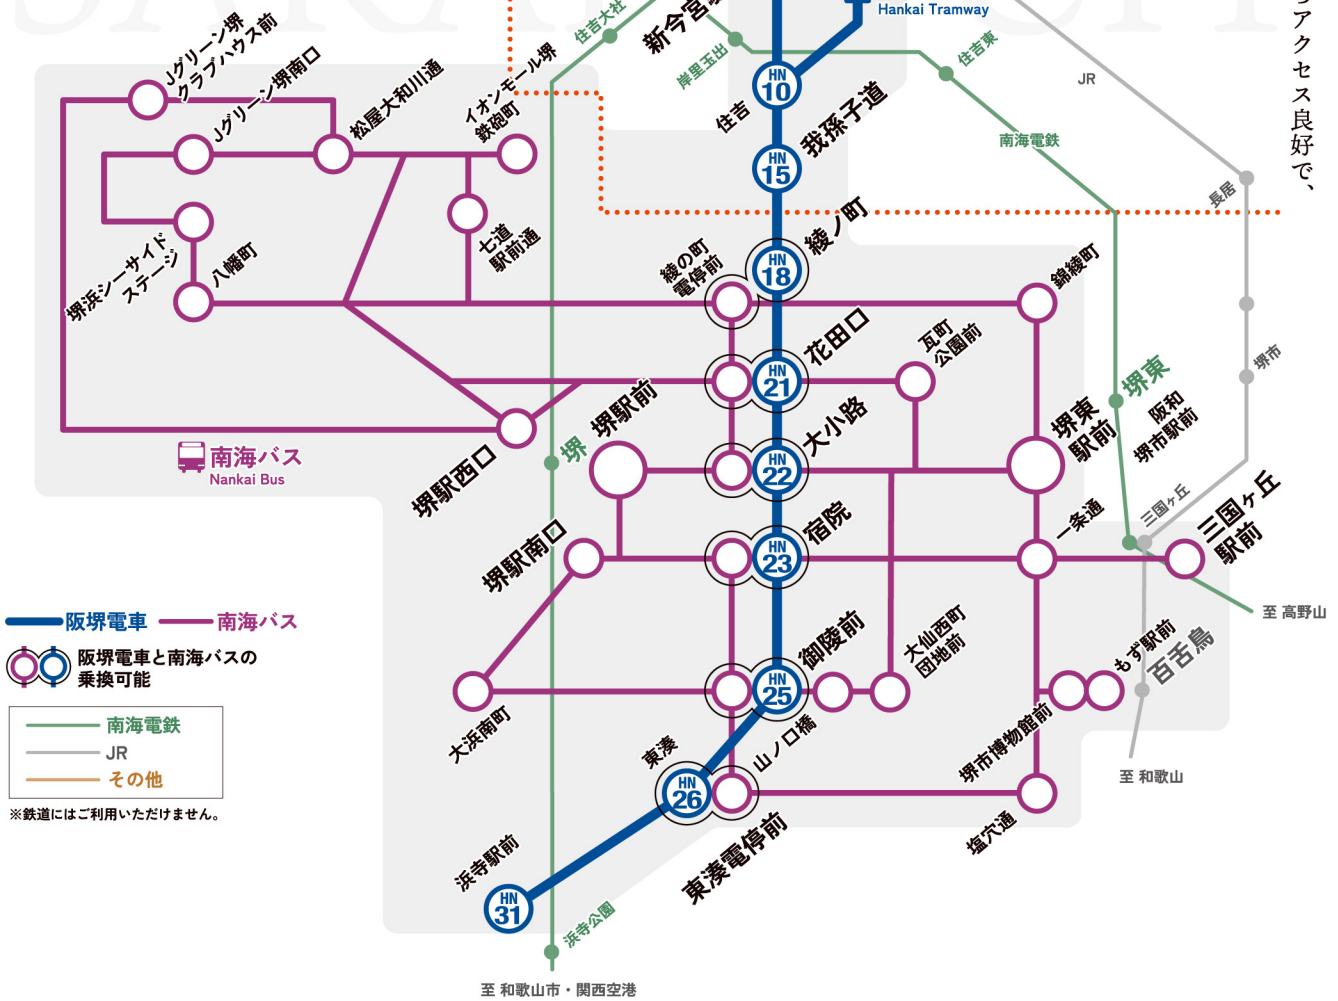 SAKAI
Hankai Tramway
住吉大社
新今宮
岸里玉出
住吉東
JR
南海電鉄
長居
アクセス良好で、
HN
10
住吉
HN
15
我孫子道
Jグリーン堺
クラブハウス前
Jグリーン堺南口
松屋大和川通
イオンモール堺
鉄砲町
七道
駅前通
堺浜シーサイド
ステージ
八幡町
綾の町
電停前
HN
18
綾ノ町
錦綾町
HN
21
花田口
瓦町
公園前
堺東
堺市
阪和
堺市駅前
堺東
駅前
HN
22
大小路
堺駅前
堺
堺駅西口
南海バス
Nankai Bus
堺駅南口
HN
23
宿院
一条通
三国ヶ丘
三国ヶ丘
駅前
至 高野山
阪堺電車
南海バス
阪堺電車と南海バスの
乗換可能
南海電鉄
JR
その他
※鉄道にはご利用いただけません。
大浜南町
HN
25
御陵前
山ノ口橋
大仙西町
団地前
もず駅前
百舌鳥
堺市博物館前
至 和歌山
東湊
HN
26
東湊電停前
塩穴通
浜寺駅前
HN
31
浜寺公園
至 和歌山市・関西空港